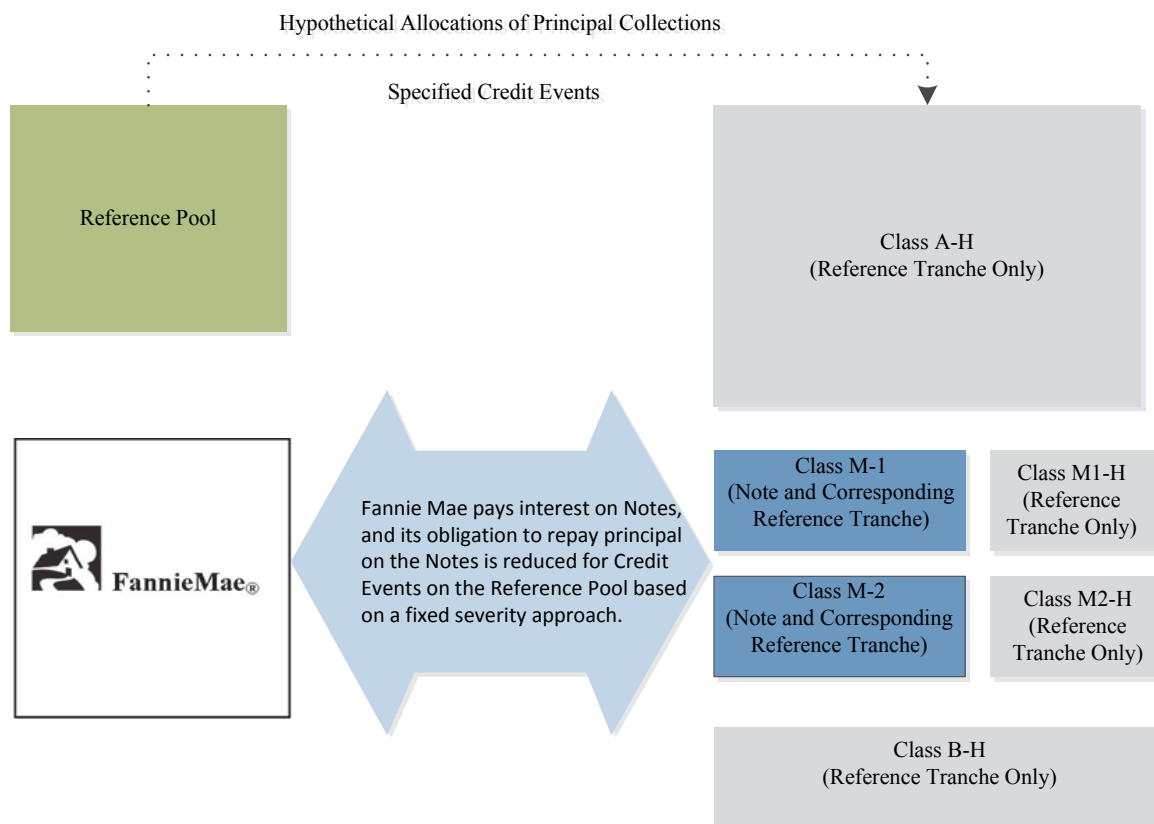 Hypothetical Allocations of Principal Collections
Specified Credit Events
Reference Pool
Class A-H
(Reference Tranche Only)
FannieMae®
Fannie Mae pays interest on Notes,
and its obligation to repay principal
on the Notes is reduced for Credit
Events on the Reference Pool based
on a fixed severity approach.
Class M-1
(Note and Corresponding
Reference Tranche)
Class M1-H
(Reference
Tranche Only)
Class M-2
(Note and Corresponding
Reference Tranche)
Class M2-H
(Reference
Tranche Only)
Class B-H
(Reference Tranche Only)